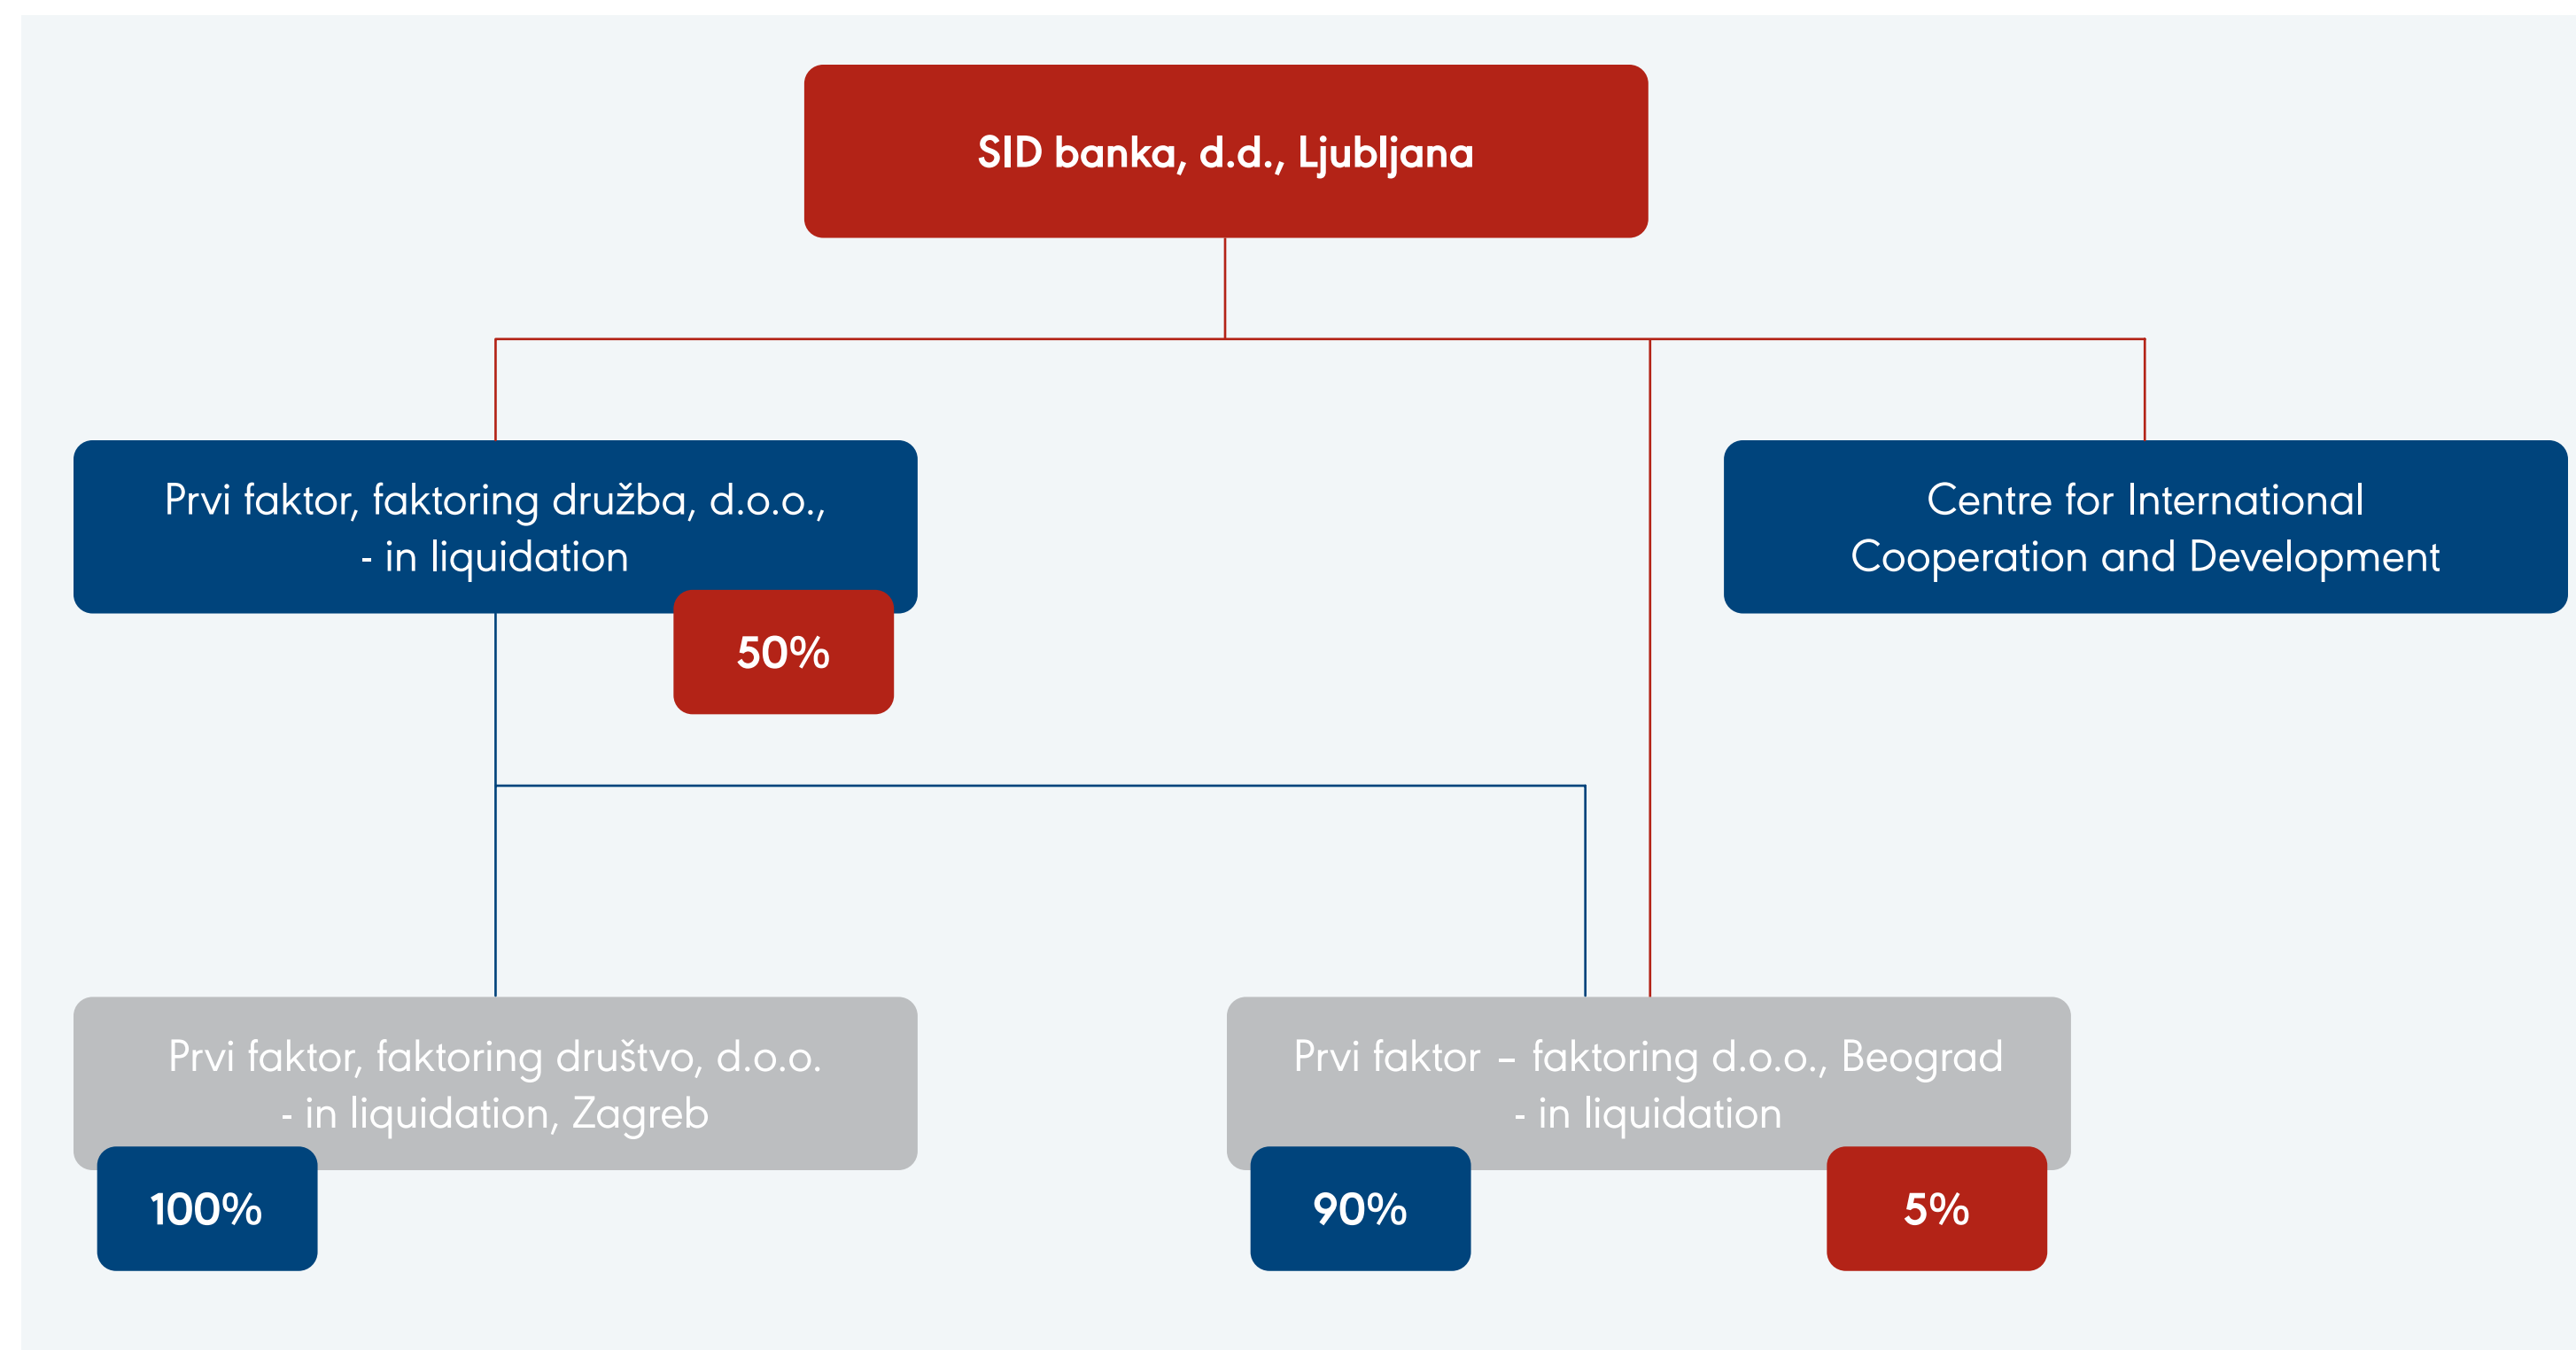 SID banka, d.d., Ljubljana
Prvi faktor, faktoring družba, d.o.o.,
- in liquidation
50%
Centre for International
Cooperation and Development
Prvi faktor, faktoring društvo, d.o.o.
- in liquidation, Zagreb
100%
Prvi faktor – faktoring d.o.o., Beograd
- in liquidation
90%
5%